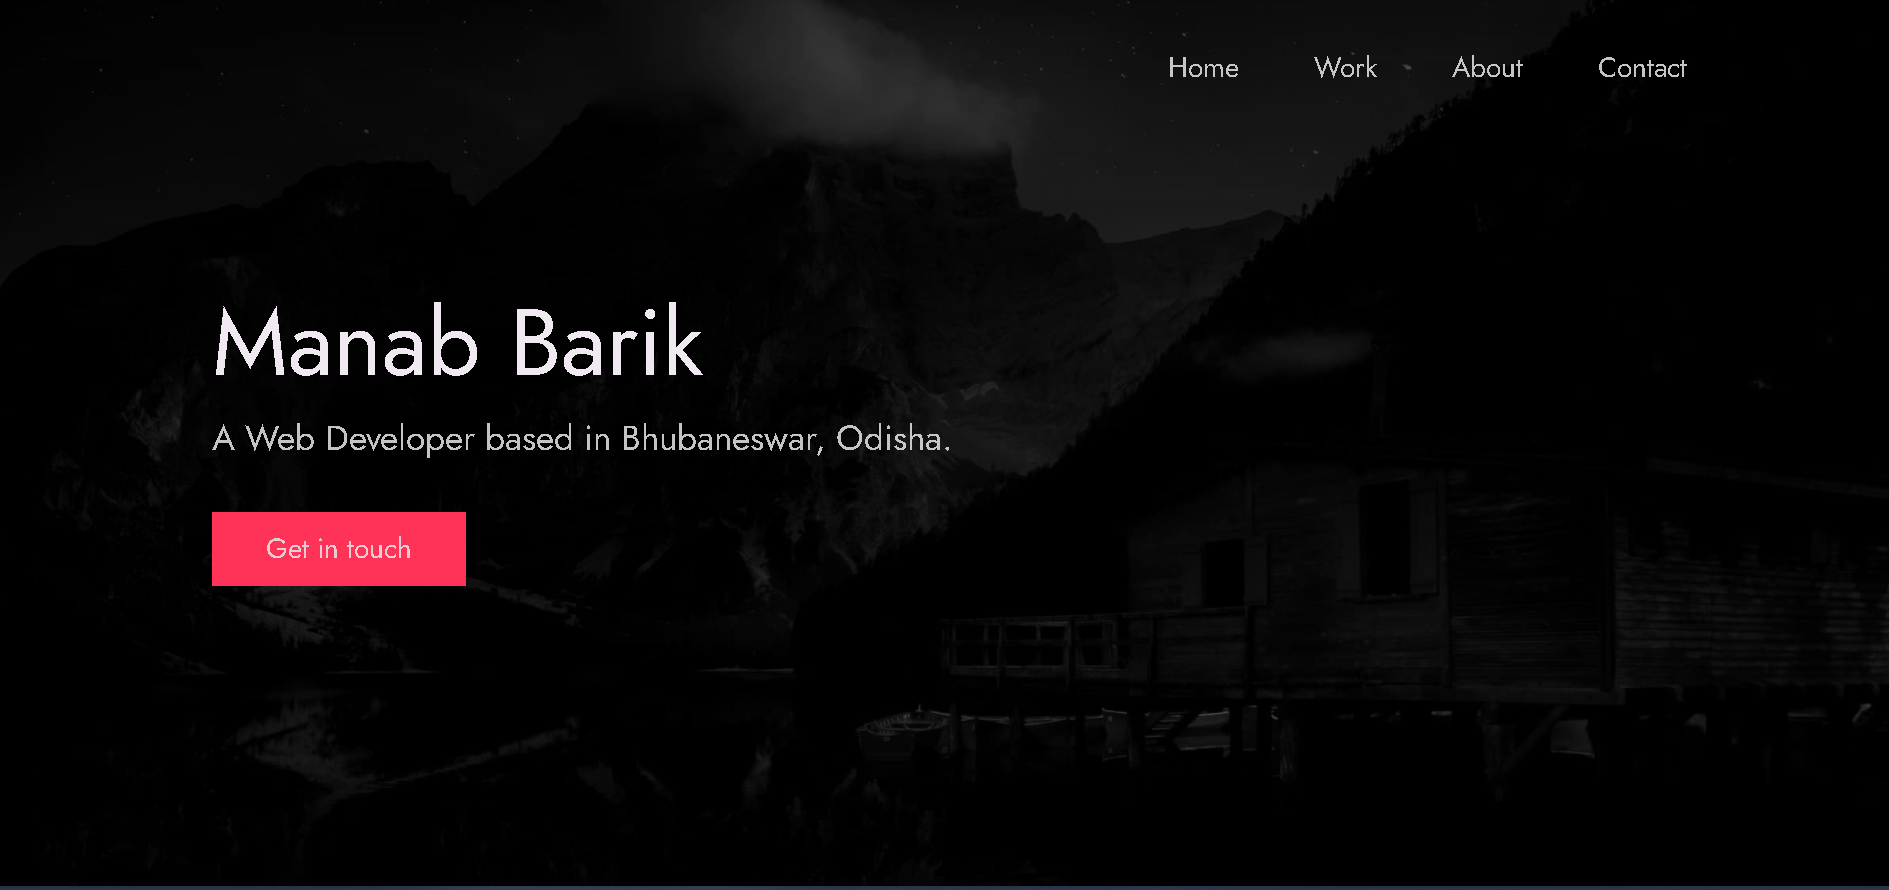 Home Work About Contact
Manab Barik
A Web Developer based in Bhubaneswar, Odisha.
Get in touch